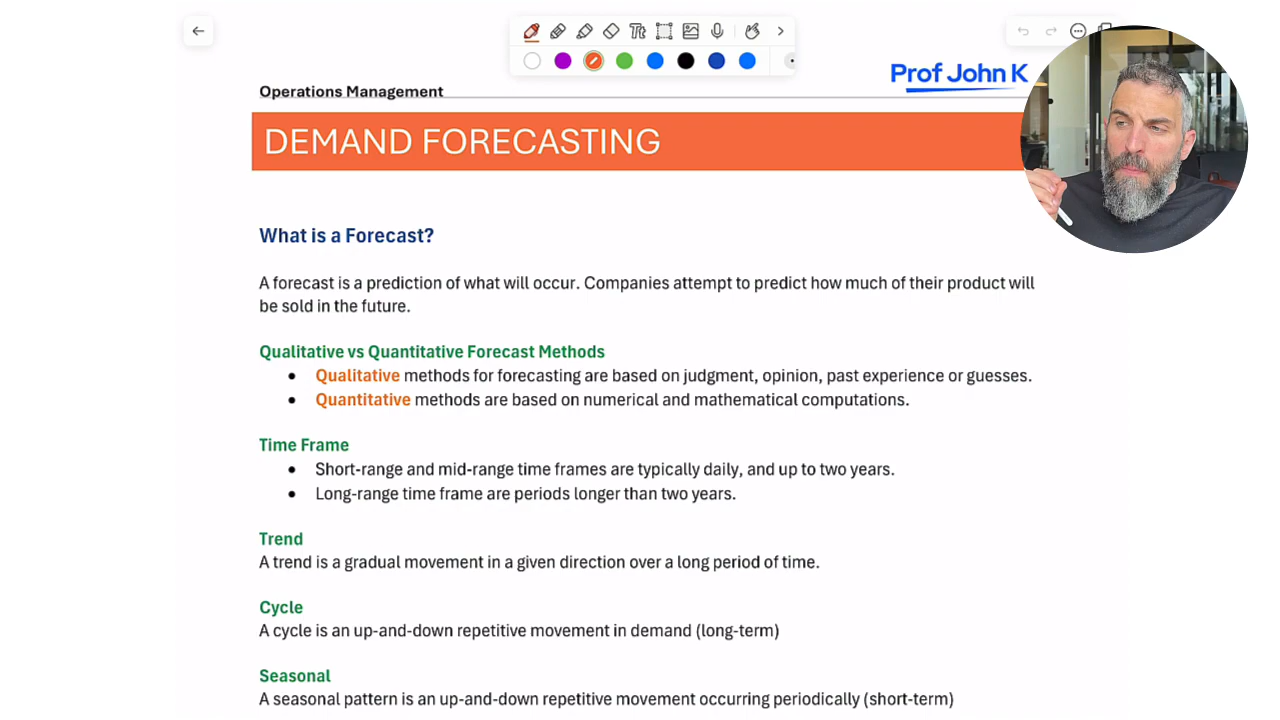 Prof John K
Operations Management
DEMAND FORECASTING
What is a Forecast?
A forecast is a prediction of what will occur. Companies attempt to predict how much of their product will
be sold in the future.
Qualitative vs Quantitative Forecast Methods
• Qualitative methods for forecasting are based on judgment, opinion, past experience or guesses.
• Quantitative methods are based on numerical and mathematical computations.
Time Frame
• Short-range and mid-range time frames are typically daily, and up to two years.
• Long-range time frame are periods longer than two years.
Trend
A trend is a gradual movement in a given direction over a long period of time.
Cycle
A cycle is an up-and-down repetitive movement in demand (long-term)
Seasonal
A seasonal pattern is an up-and-down repetitive movement occurring periodically (short-term)